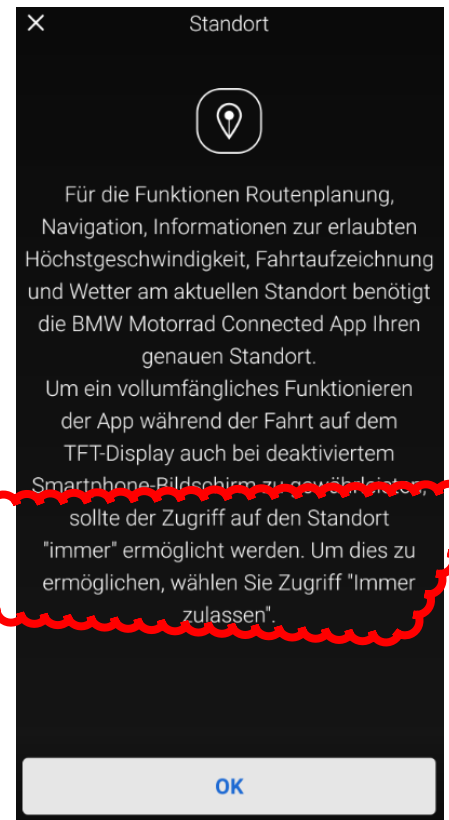 Standort
Für die Funktionen Routenplanung,
Navigation, Informationen zur erlaubten
Höchstgeschwindigkeit, Fahrtaufzeichnung
und Wetter am aktuellen Standort benötigt
die BMW Motorrad Connected App Ihren
genauen Standort.
Um ein vollumfängliches Funktionieren
der App während der Fahrt auf dem
TFT-Display auch bei deaktiviertem
Smartphone-Bildschirm zu gewährleisten,
sollte der Zugriff auf den Standort
"immer" ermöglicht werden. Um dies zu
ermöglichen, wählen Sie Zugriff "Immer
zulassen".
OK